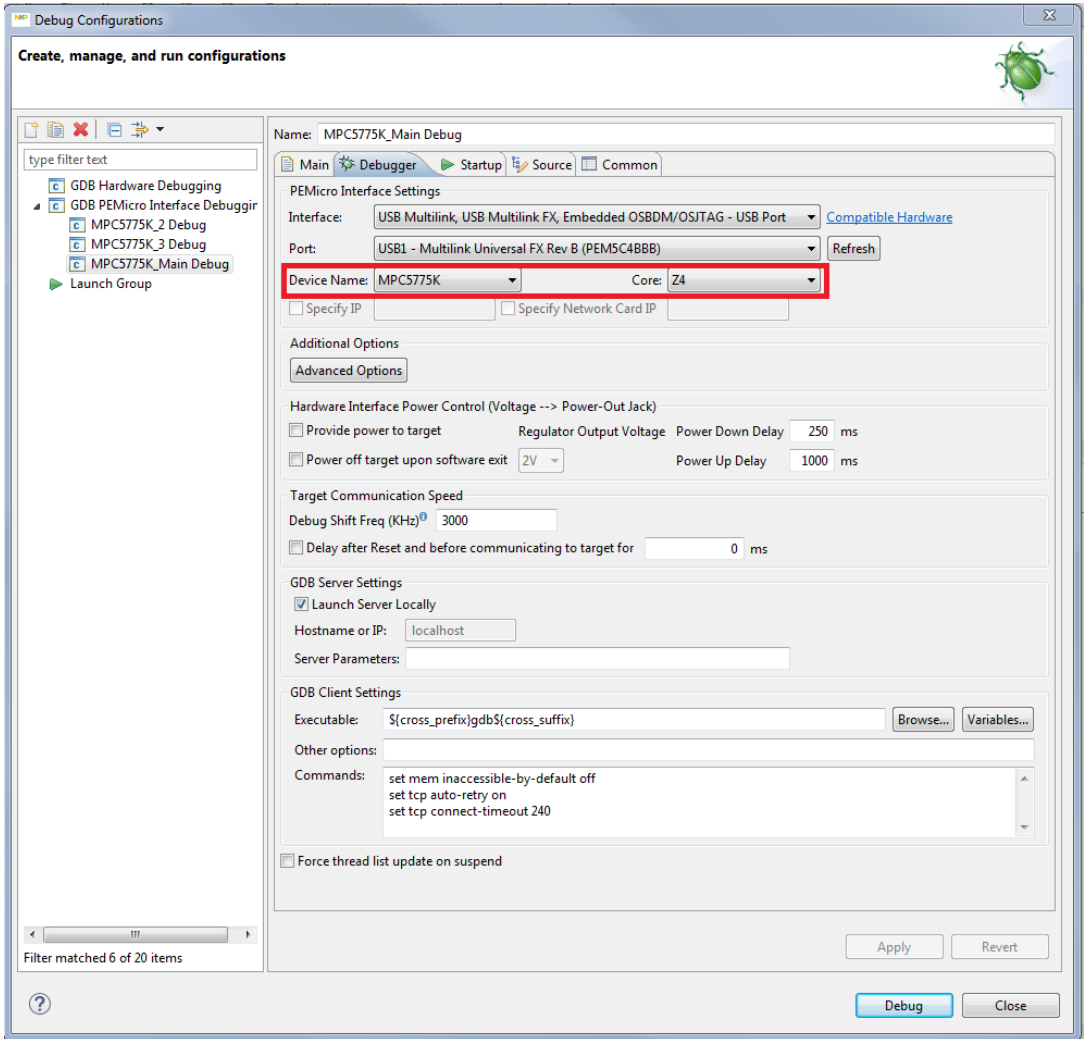 NXP Debug Configurations
Create, manage, and run configurations
type filter text
GDB Hardware Debugging
GDB PEMicro Interface Debuggir
MPC5775K_2 Debug
MPC5775K_3 Debug
MPC5775K_Main Debug
Launch Group
Filter matched 6 of 20 items
Name: MPC5775K_Main Debug
Main Debugger Startup Source Common
PEMicro Interface Settings
Interface: USB Multilink, USB Multilink FX, Embedded OSBDM/OSJTAG - USB Port Compatible Hardware
Port: USB1 - Multilink Universal FX Rev B (PEM5C4BBB) Refresh
Device Name: MPC5775K Core: Z4
Specify IP Specify Network Card IP
Additional Options
Advanced Options
Hardware Interface Power Control (Voltage --> Power-Out Jack)
Provide power to target Regulator Output Voltage Power Down Delay 250 ms
Power off target upon software exit 2V Power Up Delay 1000 ms
Target Communication Speed
Debug Shift Freq (KHz) 3000
Delay after Reset and before communicating to target for 0 ms
GDB Server Settings
Launch Server Locally
Hostname or IP: localhost
Server Parameters:
GDB Client Settings
Executable: ${cross_prefix}gdb${cross_suffix} Browse... Variables...
Other options:
Commands: set mem inaccessible-by-default off
set tcp auto-retry on
set tcp connect-timeout 240
Force thread list update on suspend
Apply Revert
Debug Close